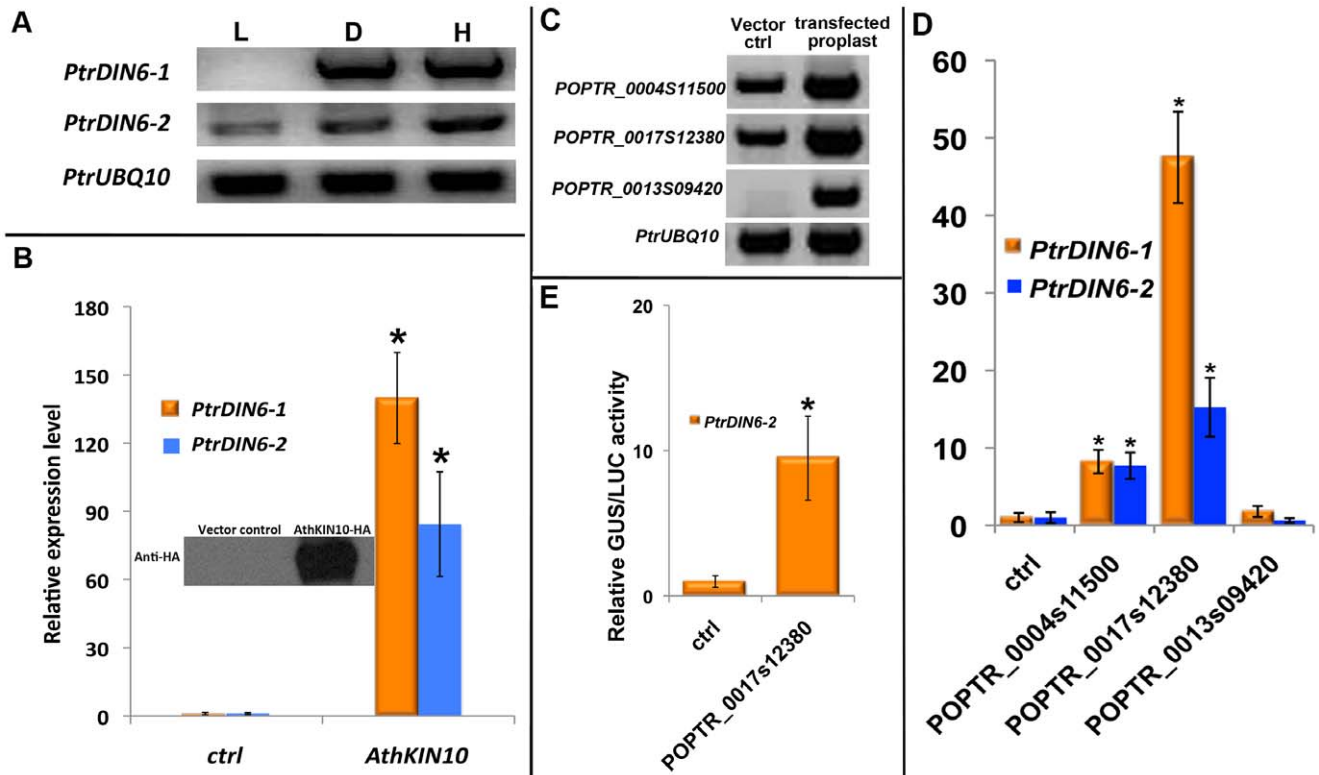 A
L D H
PtrDIN6-1
PtrDIN6-2
PtrUBQ10
B
Relative expression level
180
150
120
90
60
30
0
PtrDIN6-1
PtrDIN6-2
Vector control AthKIN10-HA
Anti-HA
ctrl AthKIN10
C
Vector ctrl
transfected proplast
POPTR_0004S11500
POPTR_0017S12380
POPTR_0013S09420
PtrUBQ10
E
Relative GUS/LUC activity
20
10
0
PtrDIN6-2
*
ctrl
POPTR_0017s12380
D
60
50
40
30
20
10
0
PtrDIN6-1
PtrDIN6-2
* * * *
ctrl
POPTR_0004s11500
POPTR_0017s12380
POPTR_0013s09420